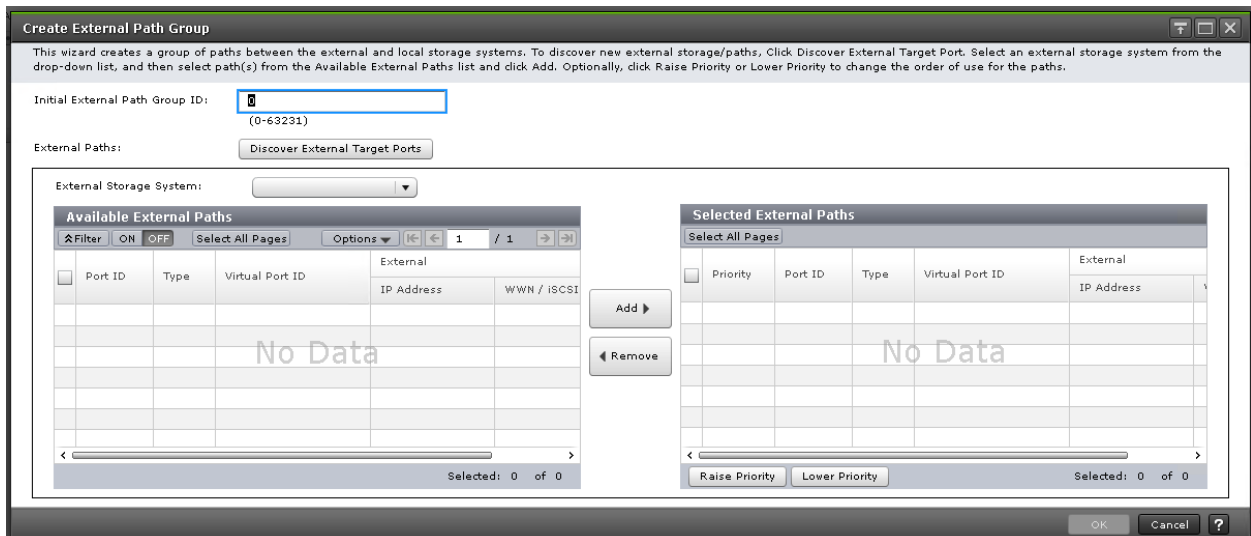 Create External Path Group
This wizard creates a group of paths between the external and local storage systems. To discover new external storage/paths, Click Discover External Target Port. Select an external storage system from the
drop-down list, and then select path(s) from the Available External Paths list and click Add. Optionally, click Raise Priority or Lower Priority to change the order of use for the paths.
Initial External Path Group ID:
0
(0-63231)
External Paths:
Discover External Target Ports
External Storage System:
Available External Paths
Filter ON OFF Select All Pages Options 1 / 1
Port ID Type Virtual Port ID External
IP Address WWN / iSCSI
No Data
Selected: 0 of 0
Add
Remove
Selected External Paths
Select All Pages
Priority Port ID Type Virtual Port ID External
IP Address
No Data
Raise Priority Lower Priority Selected: 0 of 0
OK Cancel ?